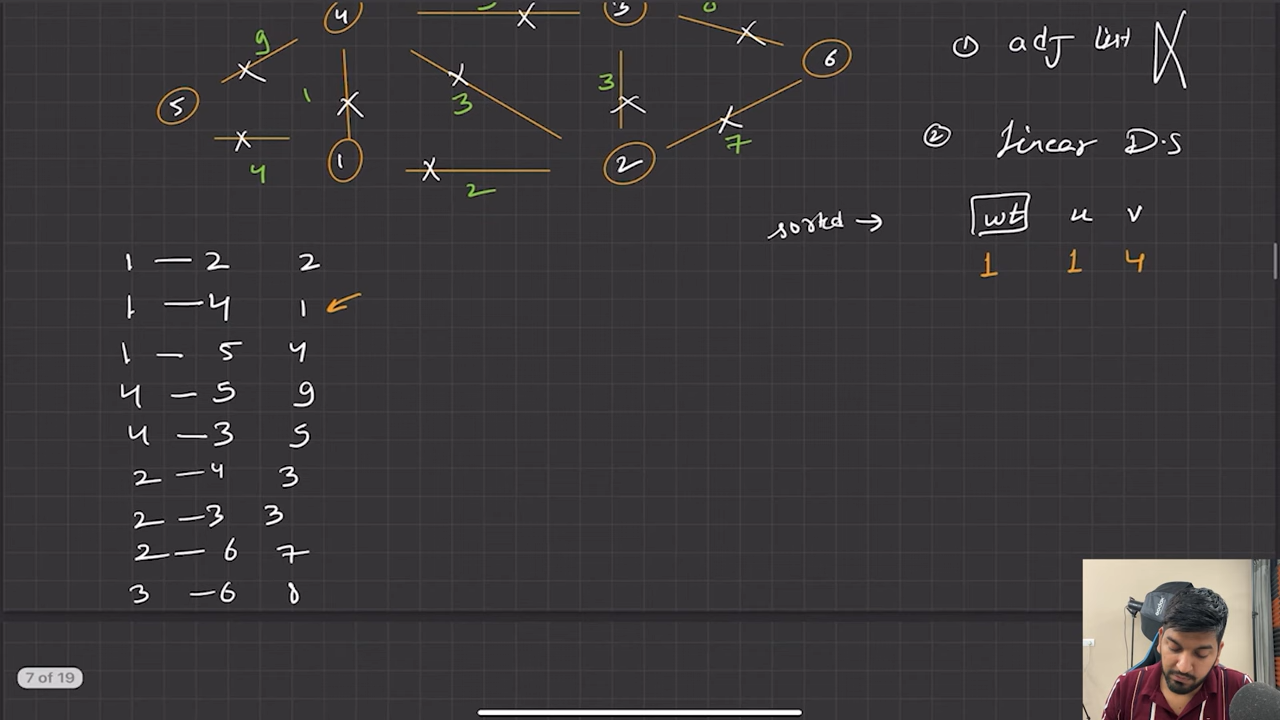 4 5 3 8
9 6 ① adj list
5 1 3 3
7 ② linear D.S
4 1 2 2
sorted → wt u v
1 1 4
1 — 2 2
1 — 4 1
1 — 5 4
4 — 5 9
4 — 3 5
2 — 4 3
2 — 3 3
2 — 6 7
3 — 6 8
7 of 19